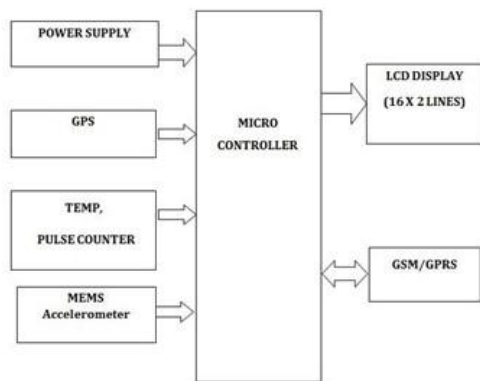 POWER SUPPLY
GPS
TEMP,
PULSE COUNTER
MEMS
Accelerometer
MICRO
CONTROLLER
LCD DISPLAY
(16 X 2 LINES)
GSM/GPRS